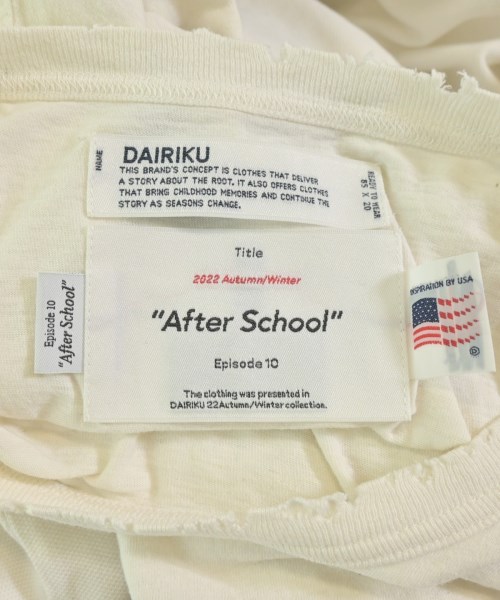 NAME
DAIRIKU
THIS BRAND'S CONCEPT IS CLOTHES THAT DELIVER
A STORY ABOUT THE ROOT. IT ALSO OFFERS CLOTHES
THAT BRING CHILDHOOD MEMORIES AND CONTINUE THE
STORY AS SEASONS CHANGE.
READY TO WEAR
85 X 20
Title
2022 Autumn/Winter
"After School"
Episode 10
The clothing was presented in
DAIRIKU 22Autumn/Winter collection.
Episode 10
"After School"
INSPIRATION BY USA